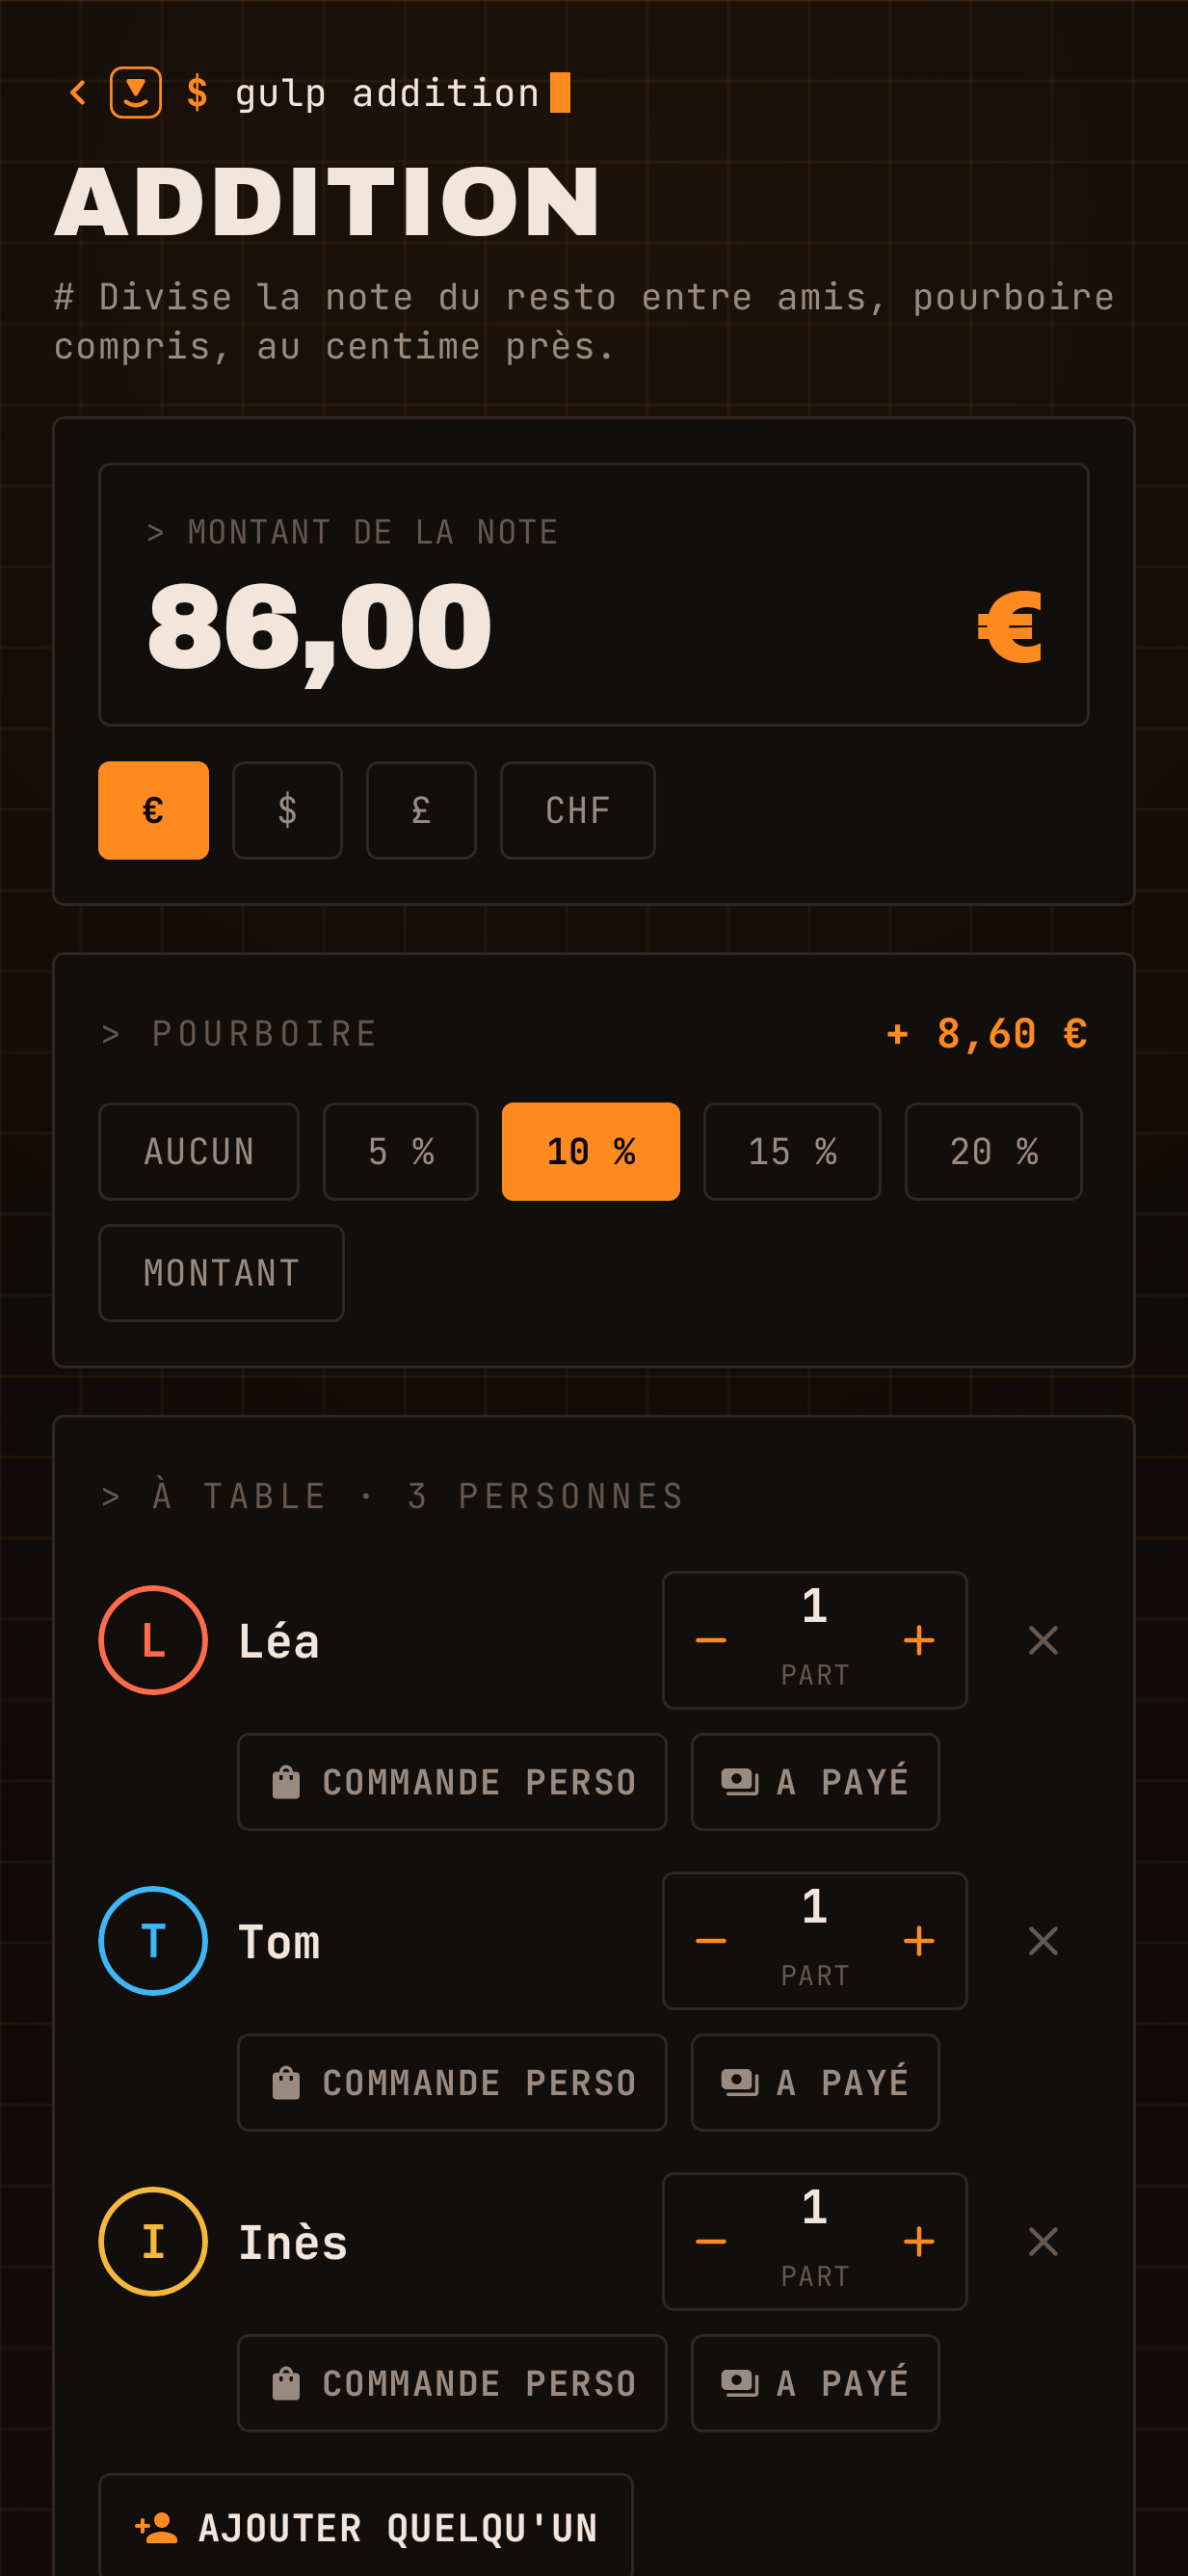 $ gulp addition
ADDITION
# Divise la note du resto entre amis, pourboire
compris, au centime près.
> MONTANT DE LA NOTE
86,00 €
€ $ £ CHF
> POURBOIRE + 8,60 €
AUCUN 5 % 10 % 15 % 20 %
MONTANT
> À TABLE · 3 PERSONNES
L Léa − 1 PART + ×
COMMANDE PERSO A PAYÉ
T Tom − 1 PART + ×
COMMANDE PERSO A PAYÉ
I Inès − 1 PART + ×
COMMANDE PERSO A PAYÉ
AJOUTER QUELQU'UN